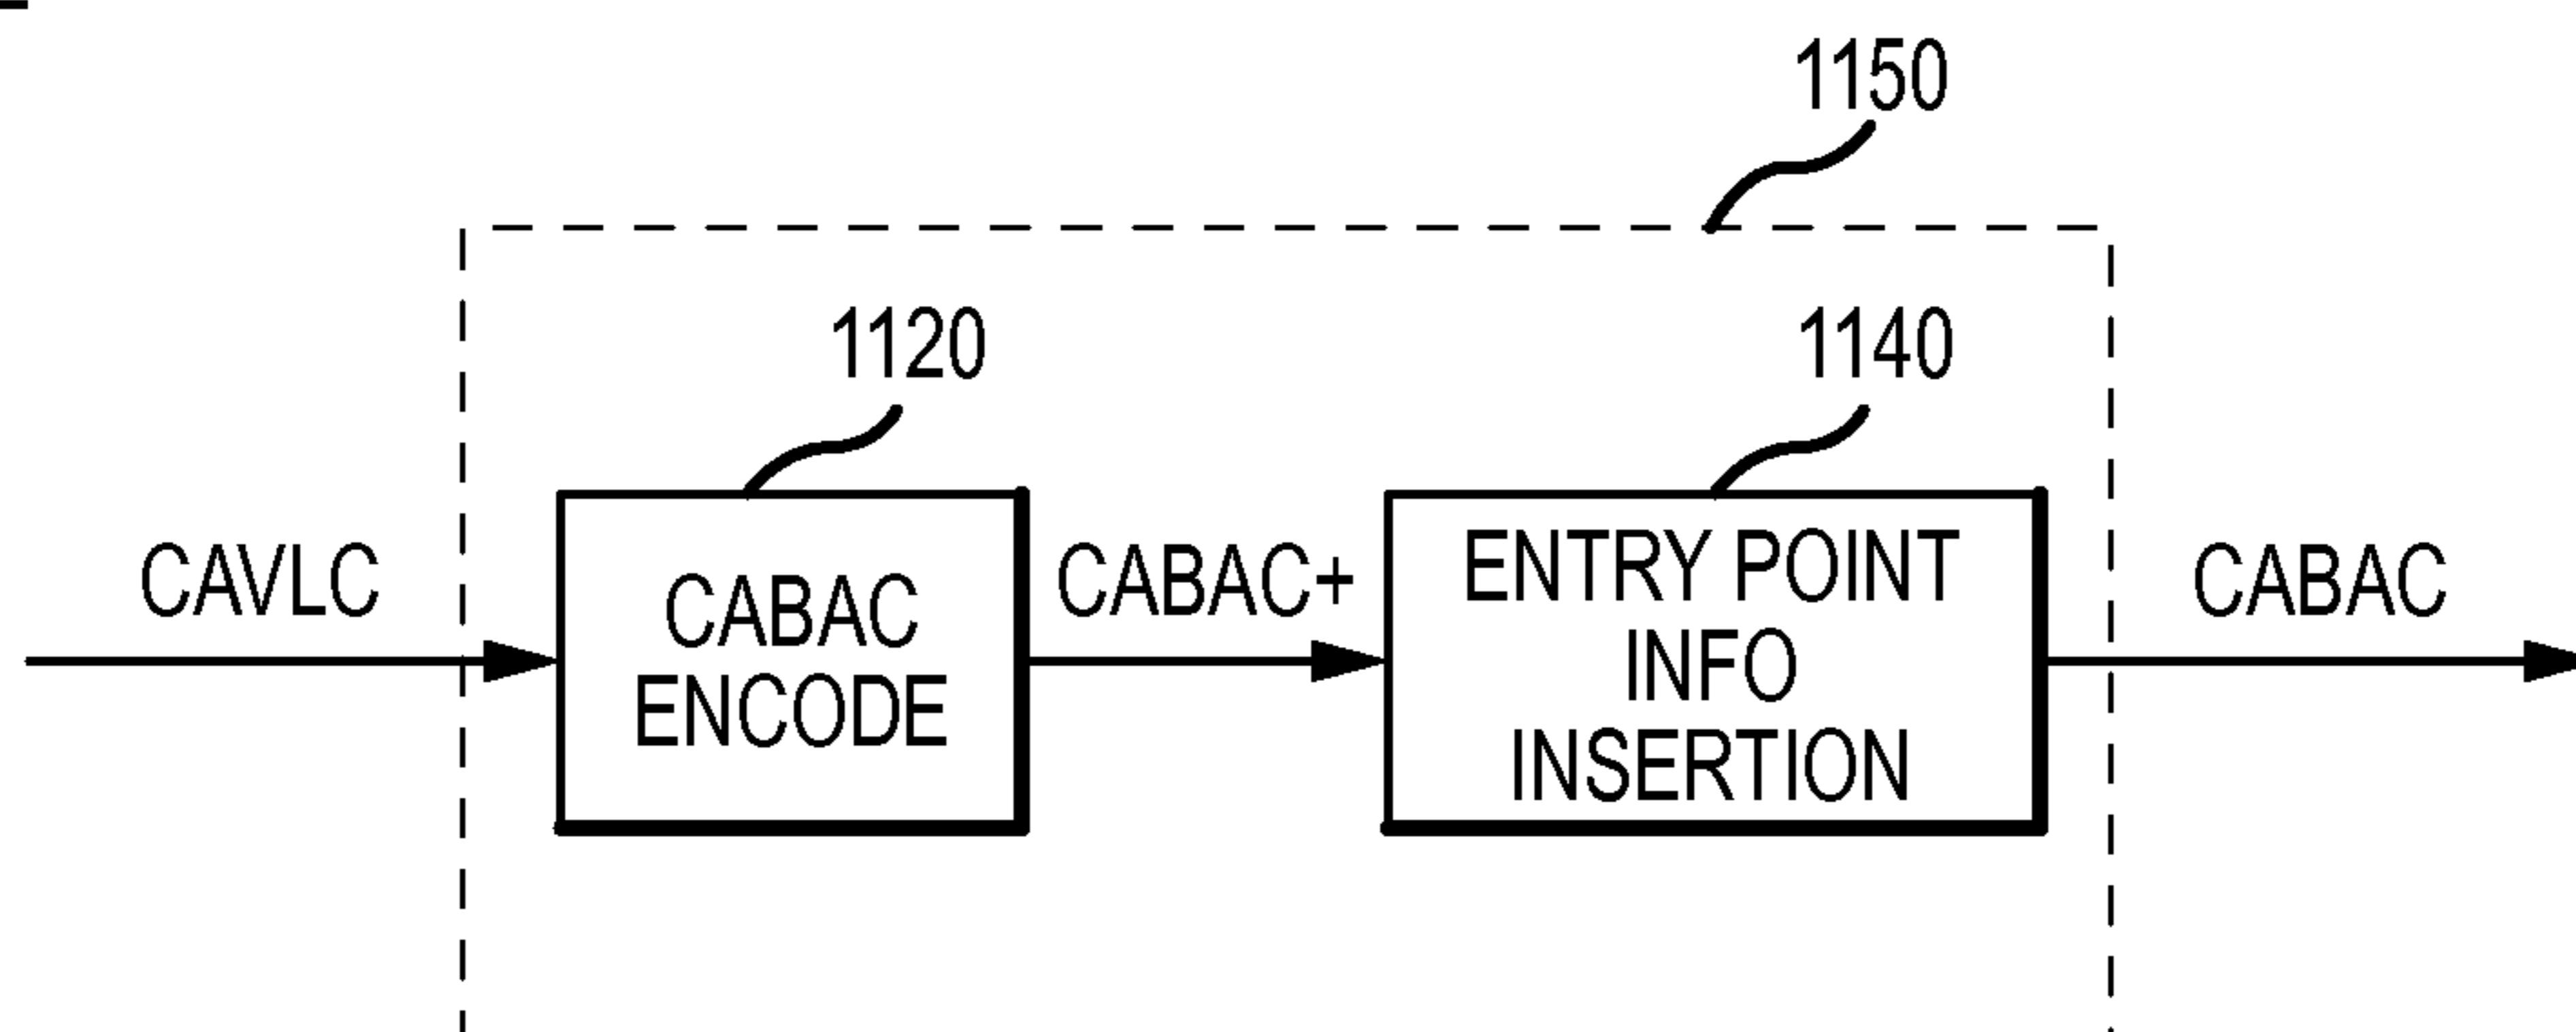 1150
1120
1140
CAVLC
CABAC
ENCODE
CABAC+
ENTRY POINT
INFO
INSERTION
CABAC